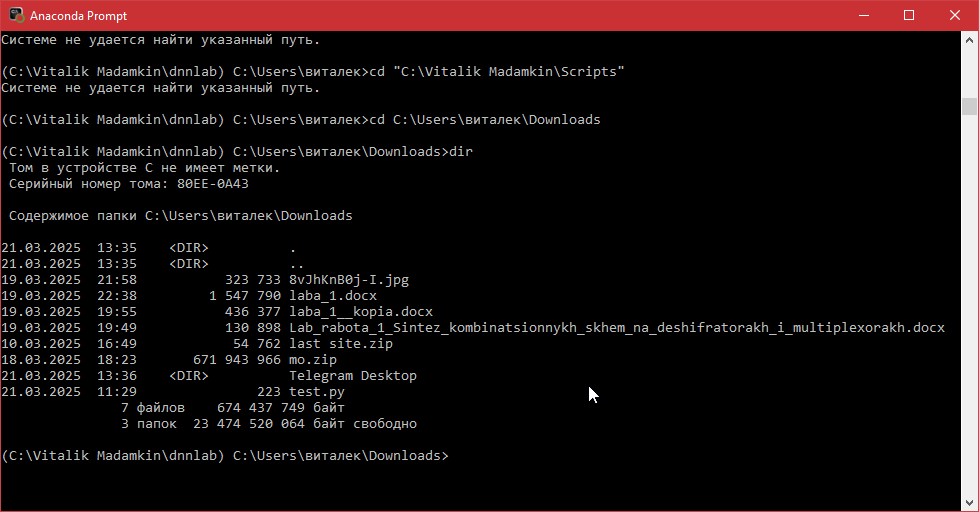 Anaconda Prompt
Системе не удается найти указанный путь.
(C:\Vitalik Madamkin\dnnlab) C:\Users\виталек>cd "C:\Vitalik Madamkin\Scripts"
Системе не удается найти указанный путь.
(C:\Vitalik Madamkin\dnnlab) C:\Users\виталек>cd C:\Users\виталек\Downloads
(C:\Vitalik Madamkin\dnnlab) C:\Users\виталек\Downloads>dir
Том в устройстве C не имеет метки.
Серийный номер тома: 80EE-0A43
Содержимое папки C:\Users\виталек\Downloads
21.03.2025  13:35    <DIR>          .
21.03.2025  13:35    <DIR>          ..
19.03.2025  21:58           323 733 8vJhKnB0j-I.jpg
19.03.2025  22:38         1 547 790 laba_1.docx
19.03.2025  19:55           436 377 laba_1__kopia.docx
19.03.2025  19:49           130 898 Lab_rabota_1_Sintez_kombinatsionnykh_skhem_na_deshifratorakh_i_multiplexorakh.docx
10.03.2025  16:49            54 762 last site.zip
18.03.2025  18:23       671 943 966 mo.zip
21.03.2025  13:36    <DIR>          Telegram Desktop
21.03.2025  11:29               223 test.py
7 файлов    674 437 749 байт
3 папок  23 474 520 064 байт свободно
(C:\Vitalik Madamkin\dnnlab) C:\Users\виталек\Downloads>